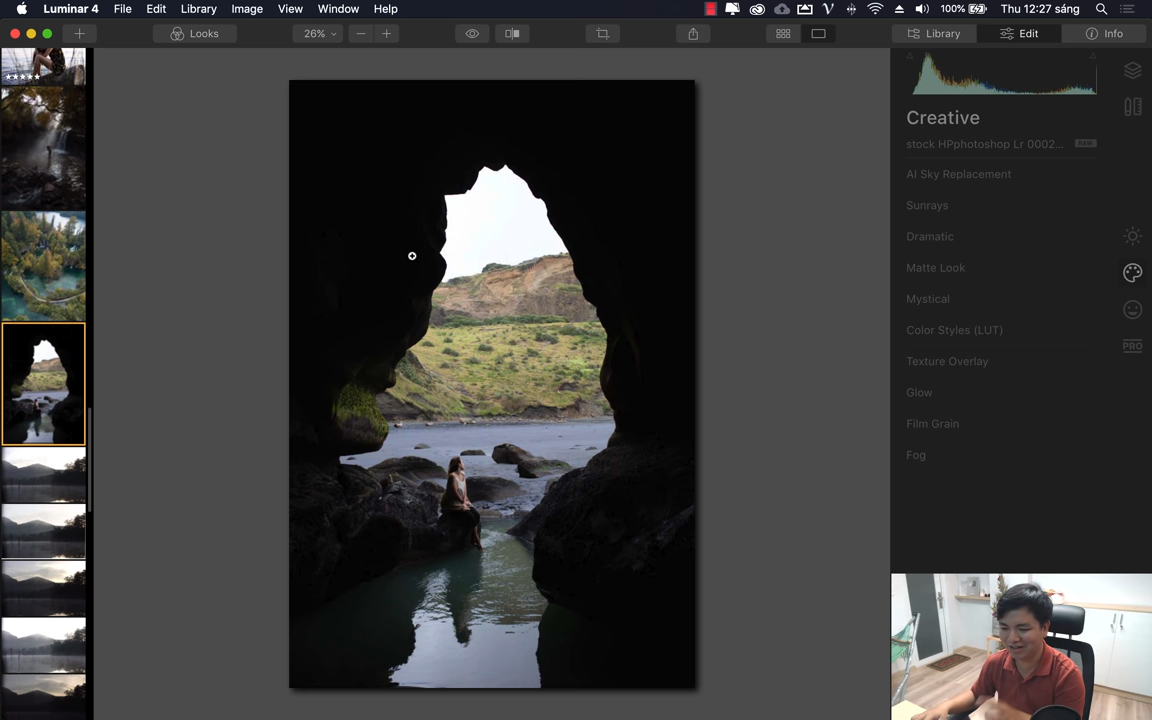 Luminar 4 File Edit Library Image View Window Help 100% Thu 12:27 sáng
Looks 26% Library Edit Info
Creative
stock HPphotoshop Lr 0002... RAW
AI Sky Replacement
Sunrays
Dramatic
Matte Look
Mystical
Color Styles (LUT)
Texture Overlay
Glow
Film Grain
Fog
PRO